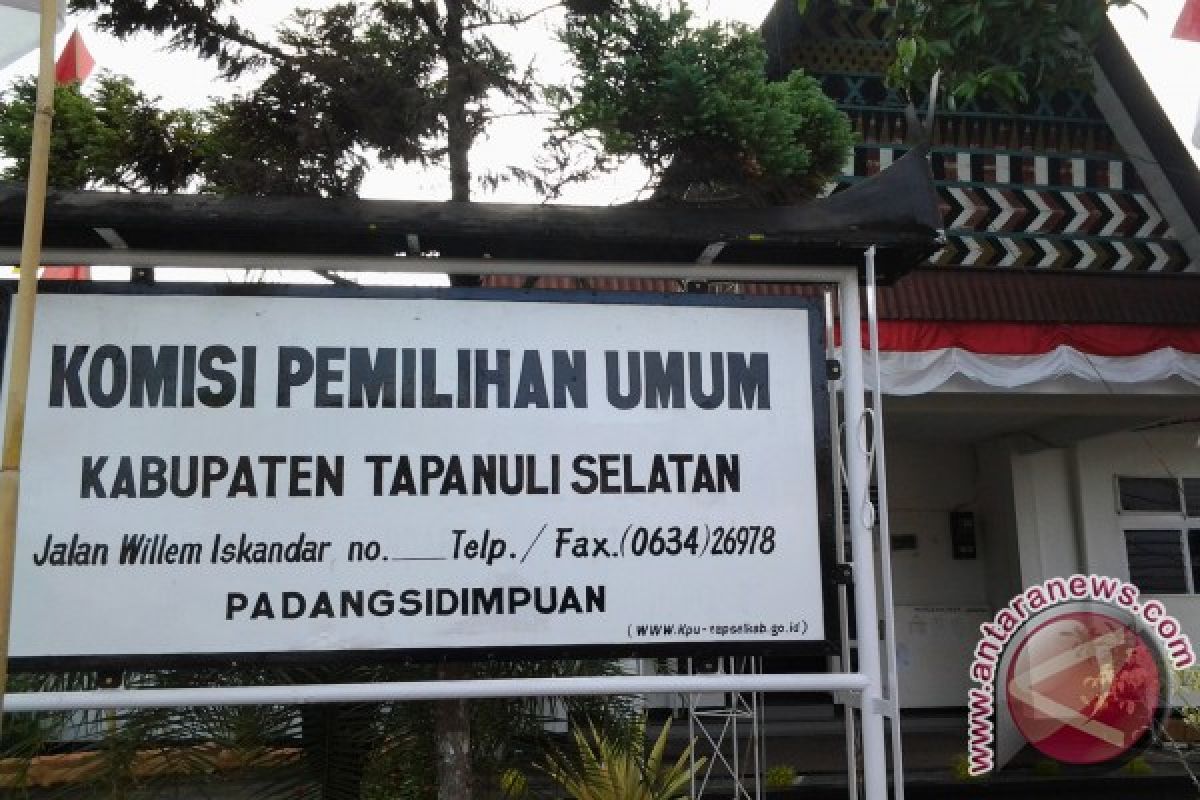 KOMISI PEMILIHAN UMUM
KABUPATEN TAPANULI SELATAN
Jalan Willem Iskandar no.____Telp./Fax.(0634)26978
PADANGSIDIMPUAN
(www.kpu-tapselkab.go.id)
www.antaranews.com